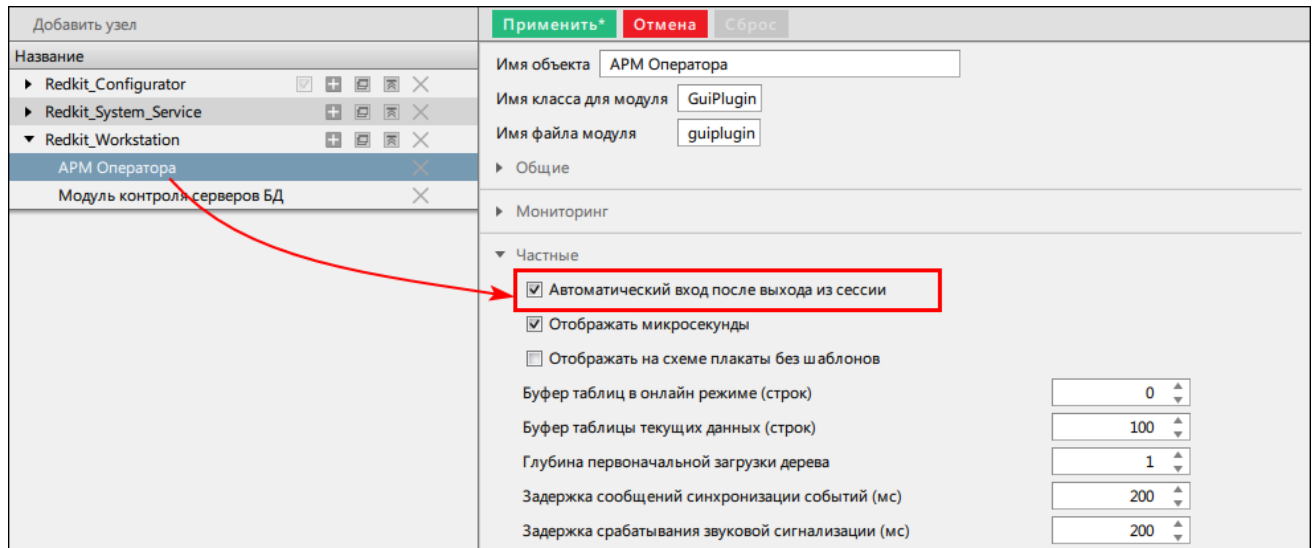 Добавить узел
Применить* Отмена Сброс
Название
Имя объекта АРМ Оператора
Redkit_Configurator
Имя класса для модуля GuiPlugin
Redkit_System_Service
Имя файла модуля guiplugin
Redkit_Workstation
АРМ Оператора
Общие
Модуль контроля серверов БД
Мониторинг
Частные
Автоматический вход после выхода из сессии
Отображать микросекунды
Отображать на схеме плакаты без шаблонов
Буфер таблиц в онлайн режиме (строк) 0
Буфер таблицы текущих данных (строк) 100
Глубина первоначальной загрузки дерева 1
Задержка сообщений синхронизации событий (мс) 200
Задержка срабатывания звуковой сигнализации (мс) 200